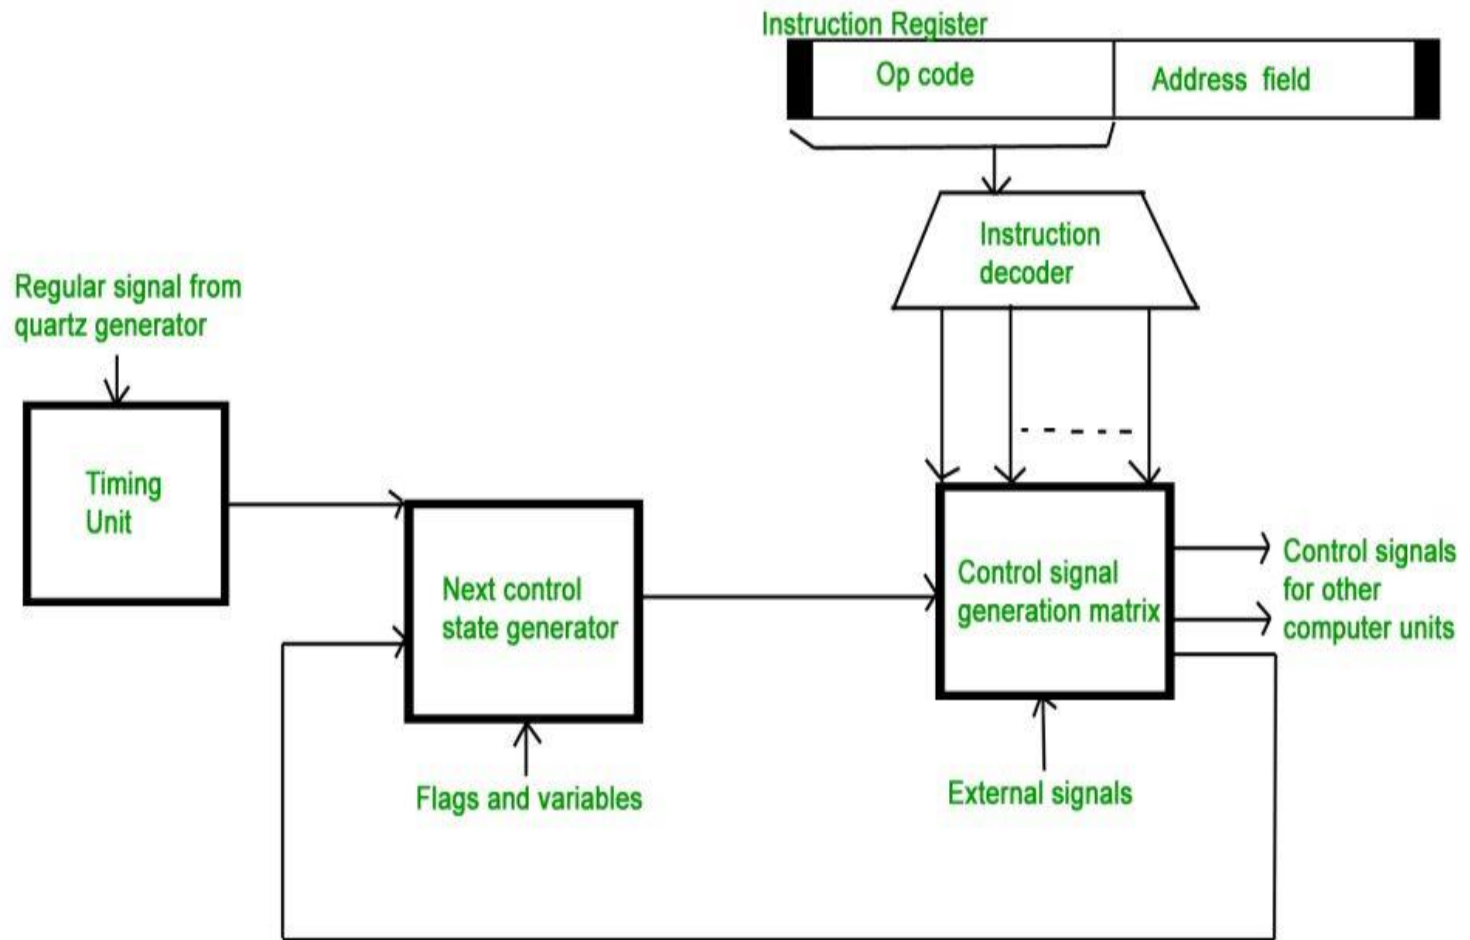 Instruction Register
Op code
Address field
Instruction
decoder
Regular signal from
quartz generator
Timing
Unit
Next control
state generator
Control signal
generation matrix
Control signals
for other
computer units
Flags and variables
External signals